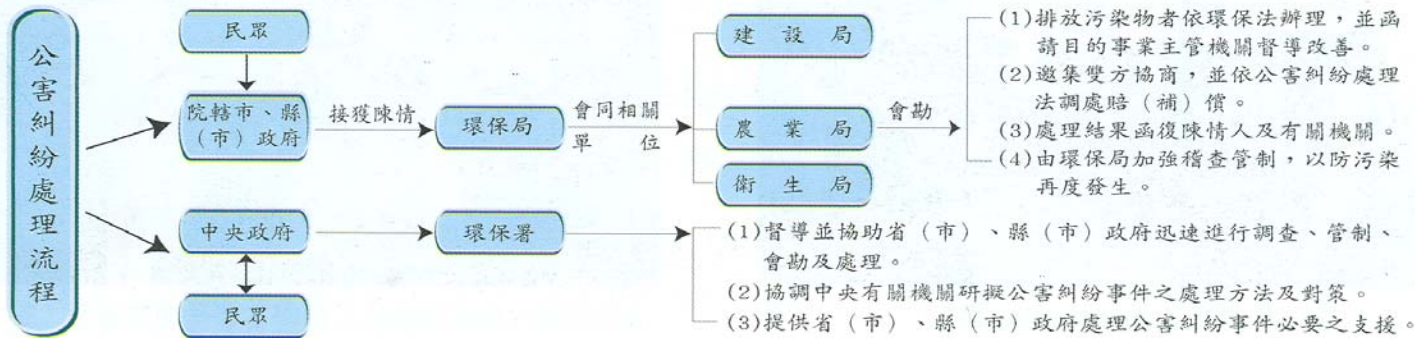 公害糾紛處理流程
民眾
院轄市、縣
（市）政府
接獲陳情
環保局
會同相關
單位
建設局
農業局
衛生局
會勘
(1)排放污染物者依環保法辦理，並函
請目的事業主管機關督導改善。
(2)邀集雙方協商，並依公害糾紛處理
法調處賠（補）償。
(3)處理結果函復陳情人及有關機關。
(4)由環保局加強稽查管制，以防污染
再度發生。
中央政府
環保署
民眾
(1)督導並協助省（市）、縣（市）政府迅速進行調查、管制、
會勘及處理。
(2)協調中央有關機關研擬公害糾紛事件之處理方法及對策。
(3)提供省（市）、縣（市）政府處理公害糾紛事件必要之支援。